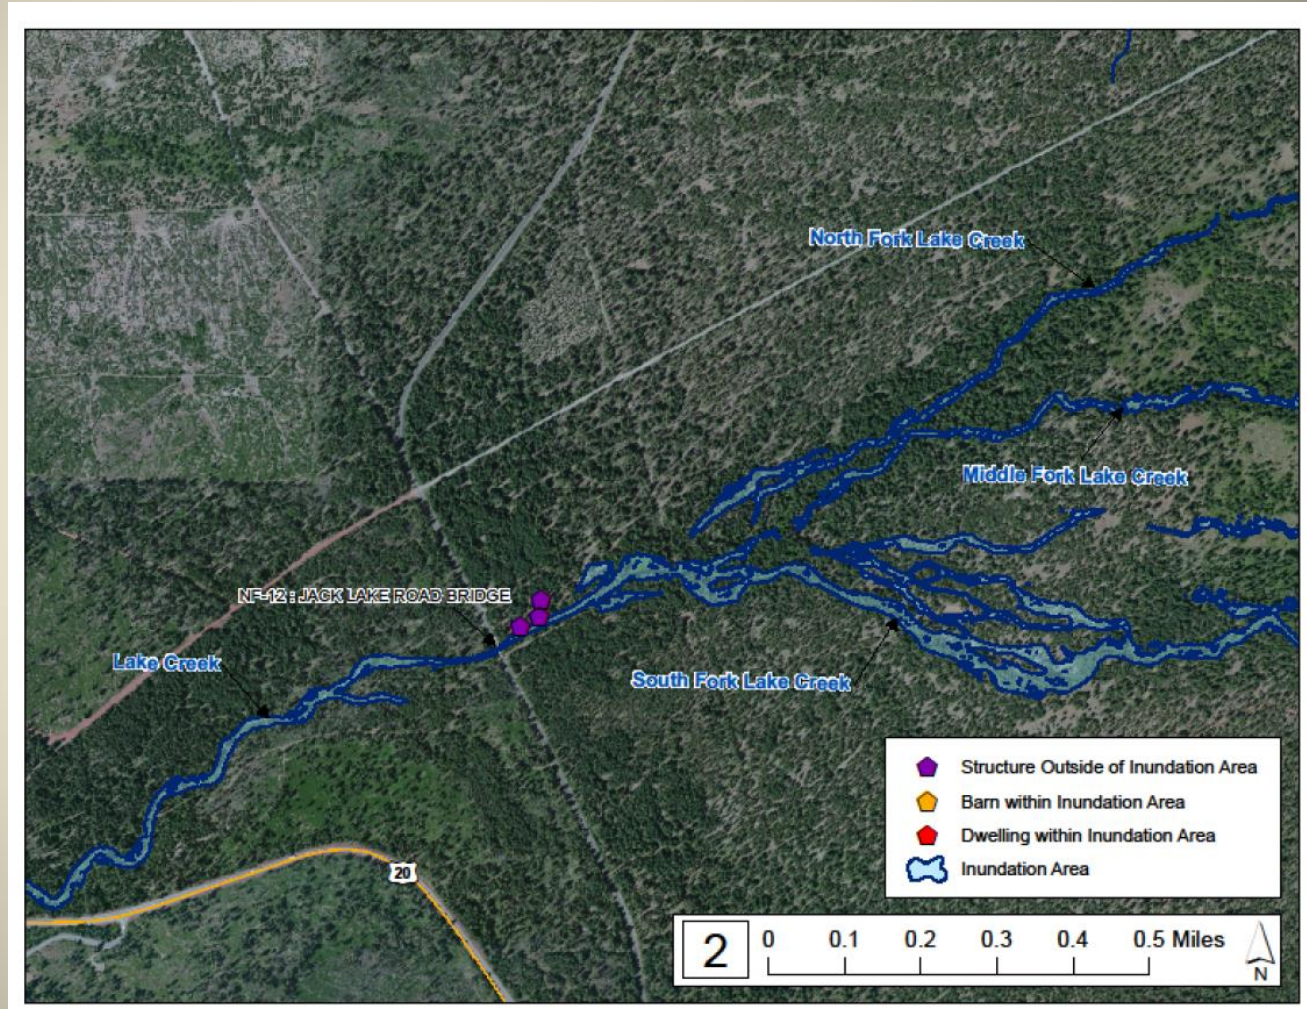 North Fork Lake Creek
Middle Fork Lake Creek
NF-12 : JACK LAKE ROAD BRIDGE
Lake Creek
South Fork Lake Creek
20
Structure Outside of Inundation Area
Barn within Inundation Area
Dwelling within Inundation Area
Inundation Area
2
0 0.1 0.2 0.3 0.4 0.5 Miles
N